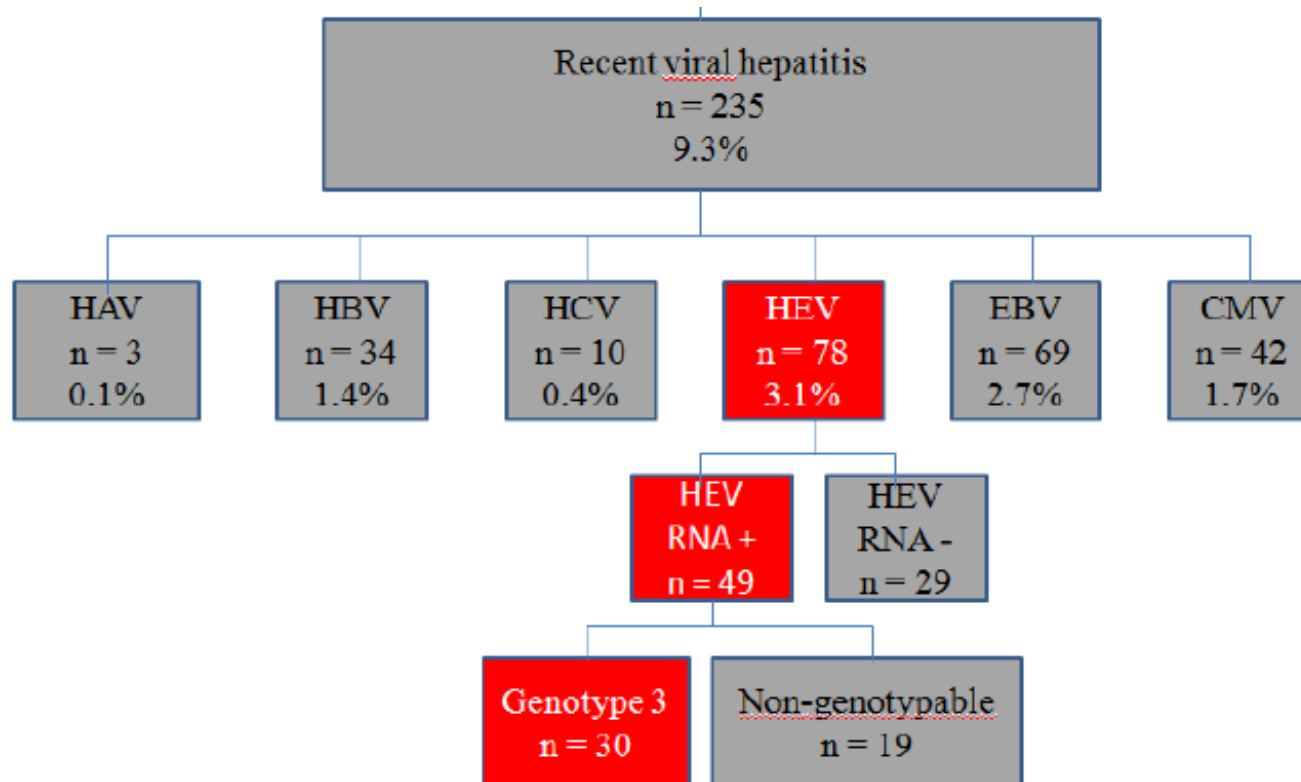 Recent viral hepatitis
n = 235
9.3%
HAV
n = 3
0.1%
HBV
n = 34
1.4%
HCV
n = 10
0.4%
HEV
n = 78
3.1%
EBV
n = 69
2.7%
CMV
n = 42
1.7%
HEV
RNA +
n = 49
HEV
RNA -
n = 29
Genotype 3
n = 30
Non-genotypable
n = 19